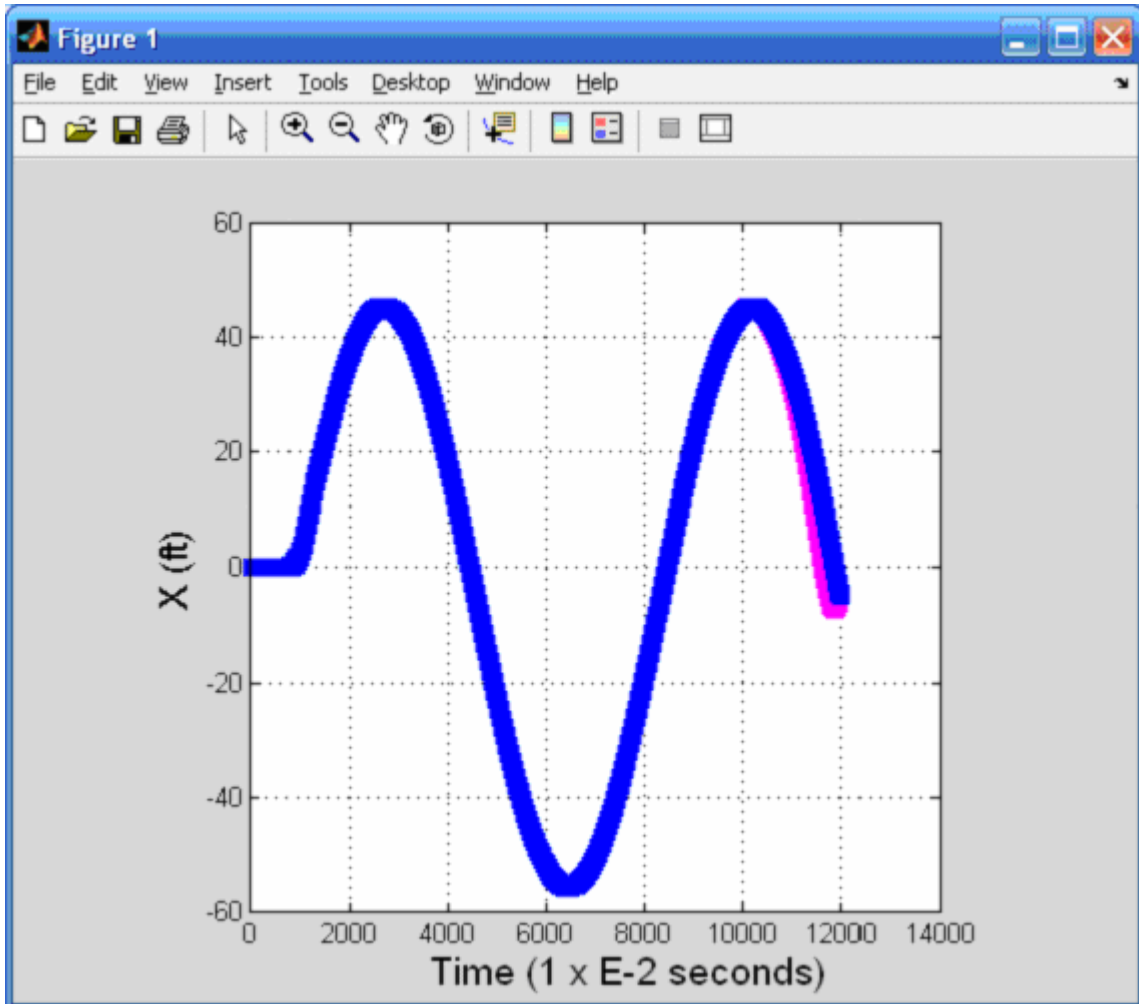 Figure 1
File Edit View Insert Tools Desktop Window Help
60
40
20
0
-20
-40
-60
X (ft)
0 2000 4000 6000 8000 10000 12000 14000
Time (1 x E-2 seconds)